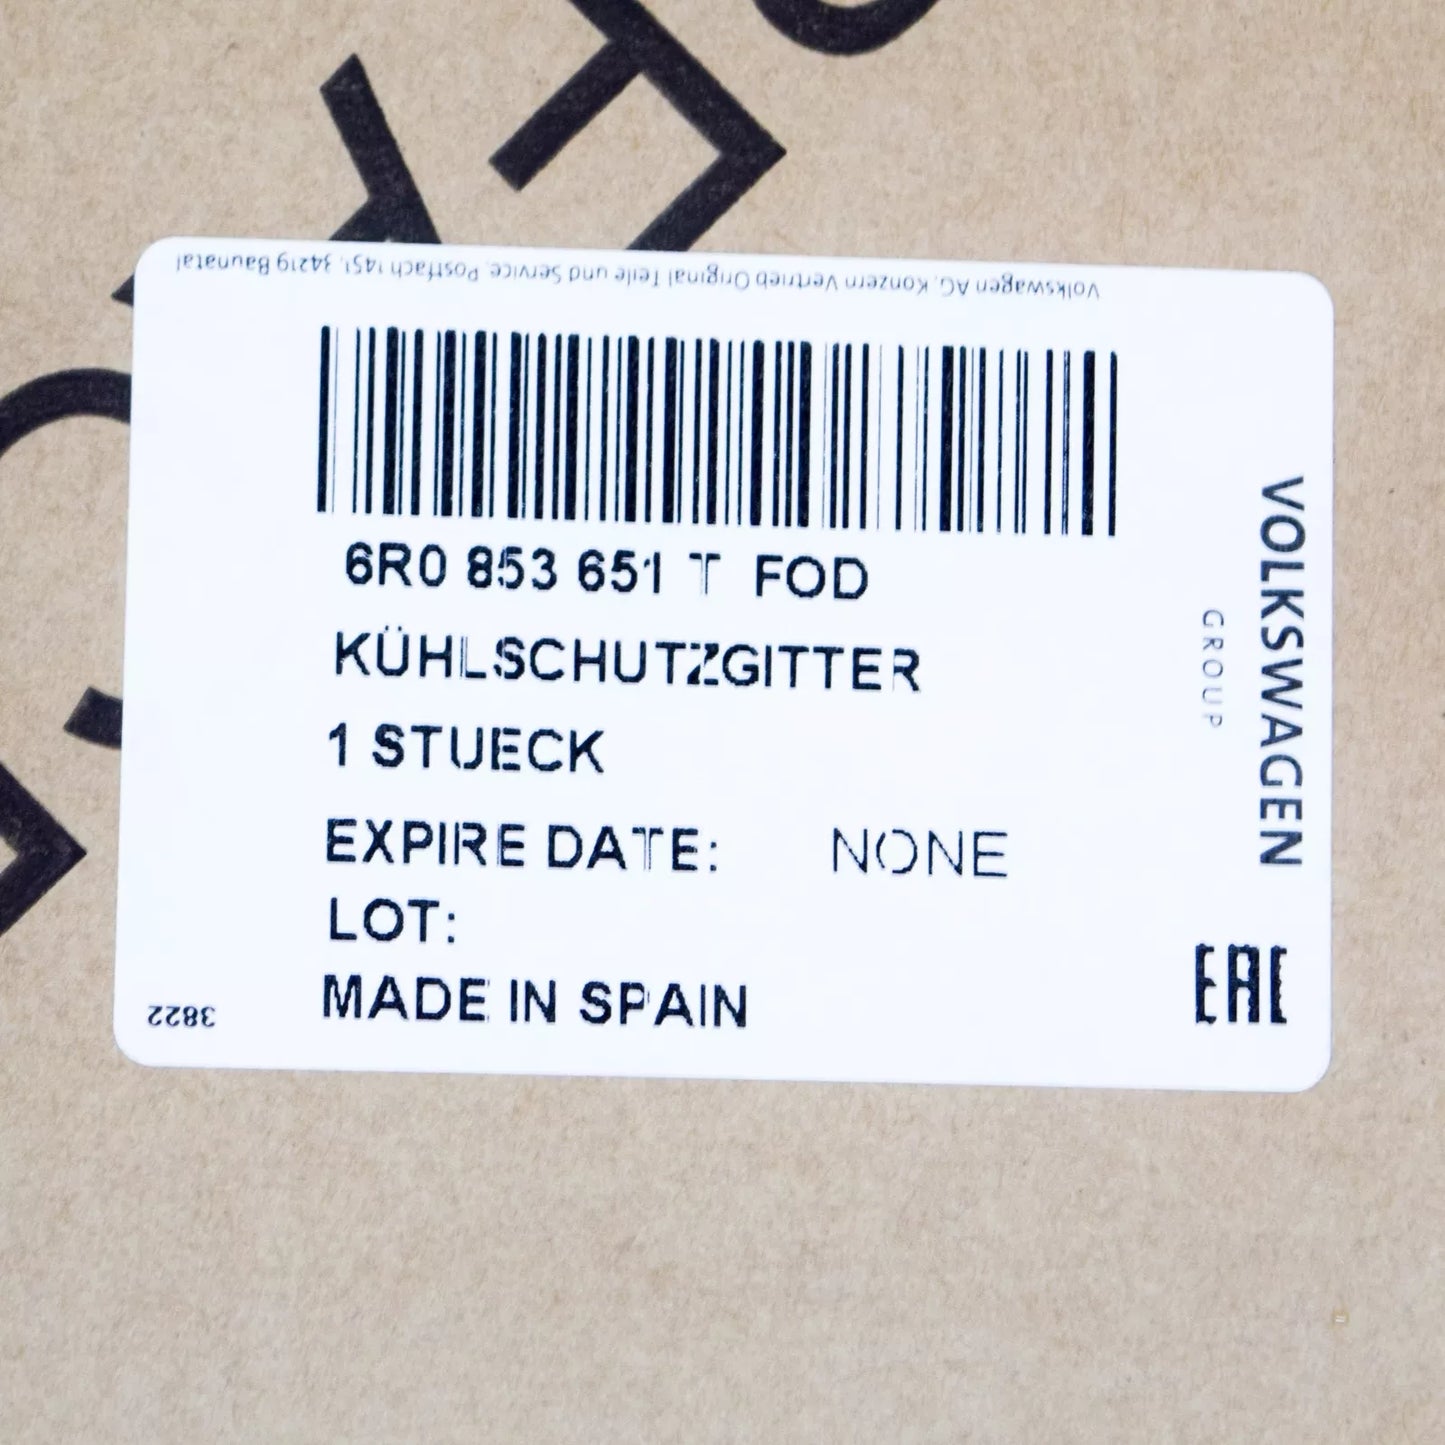 Volkswagen AG, Konzern Vertrieb Original Teile und Service, Postfach 1451, 34219 Baunatal
6R0 853 651 T FOD
KÜHLSCHUTZGITTER
1 STUECK
EXPIRE DATE: NONE
LOT:
MADE IN SPAIN
VOLKSWAGEN
GROUP
EAC
3822